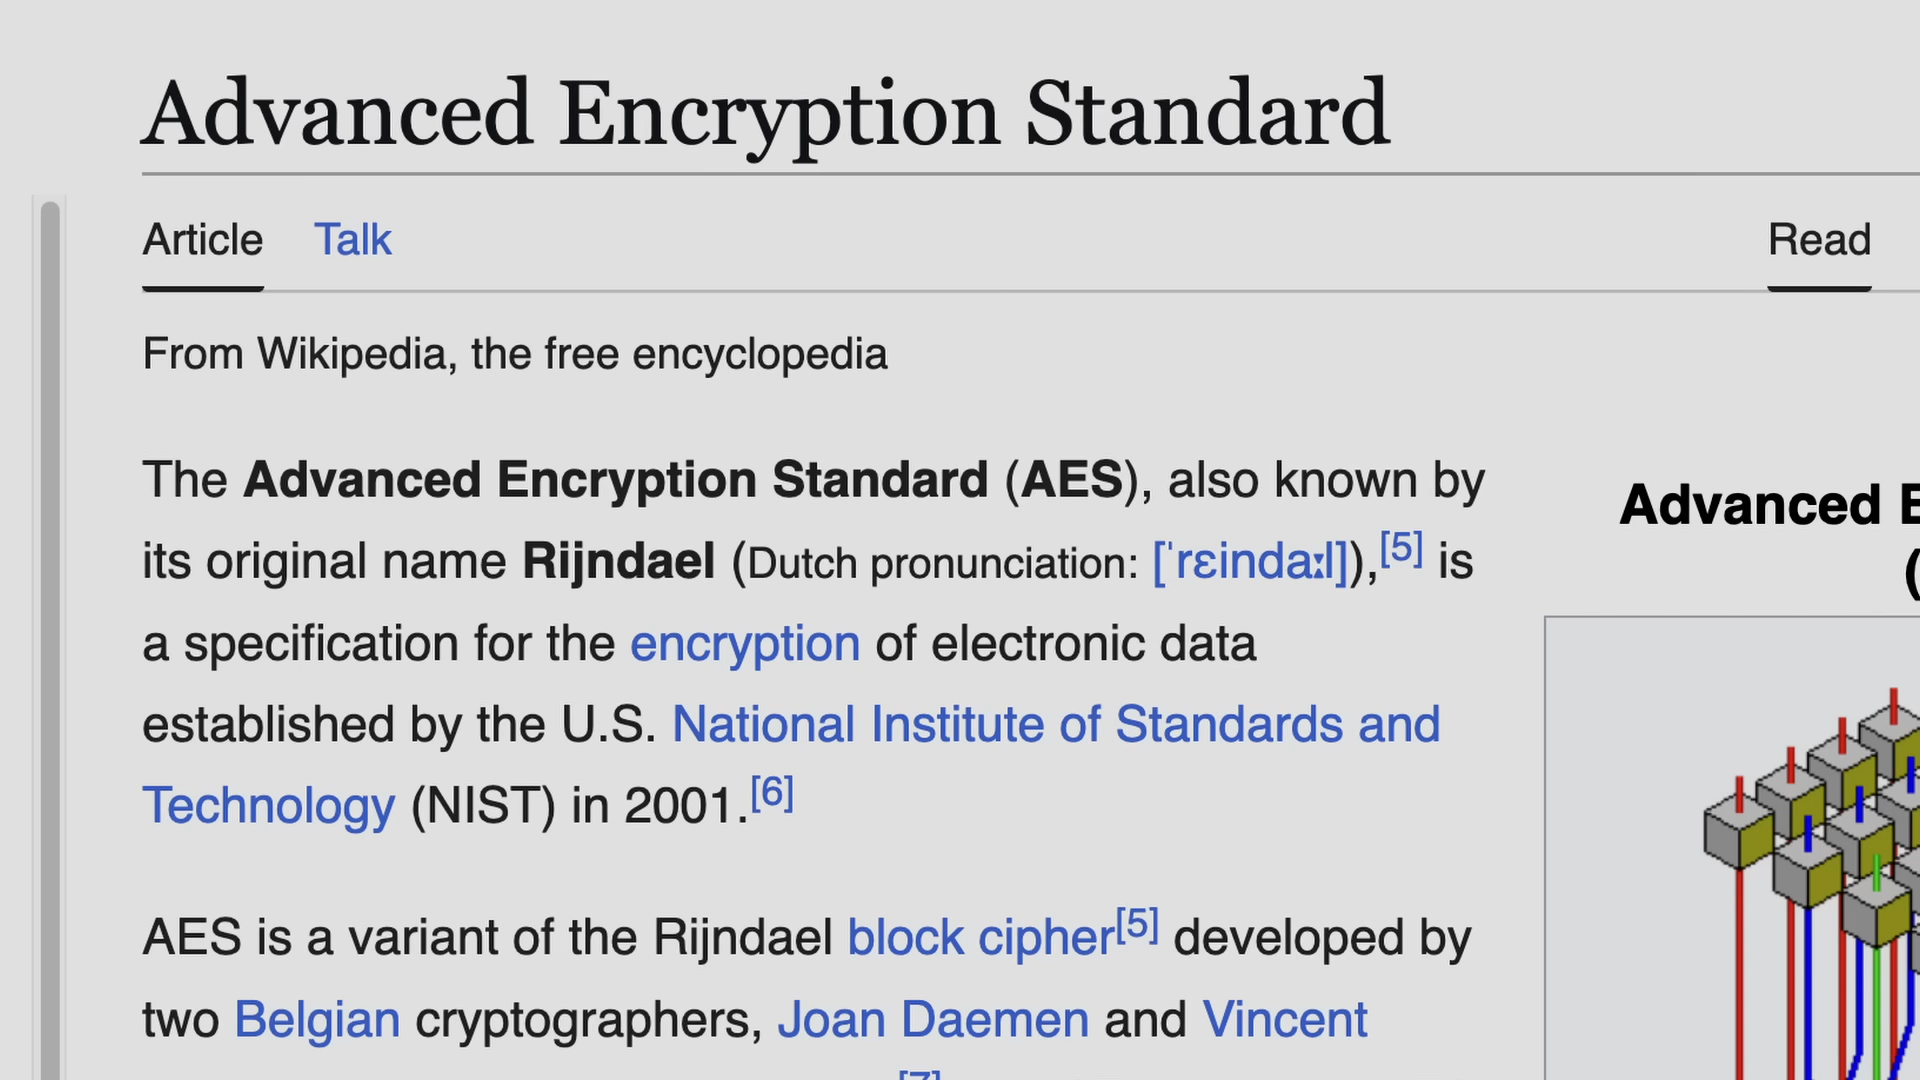 Advanced Encryption Standard
Article Talk Read
From Wikipedia, the free encyclopedia
The Advanced Encryption Standard (AES), also known by
its original name Rijndael (Dutch pronunciation: [ˈrɛindaːl]),[5] is
a specification for the encryption of electronic data
established by the U.S. National Institute of Standards and
Technology (NIST) in 2001.[6]
AES is a variant of the Rijndael block cipher[5] developed by
two Belgian cryptographers, Joan Daemen and Vincent
Advanced
(